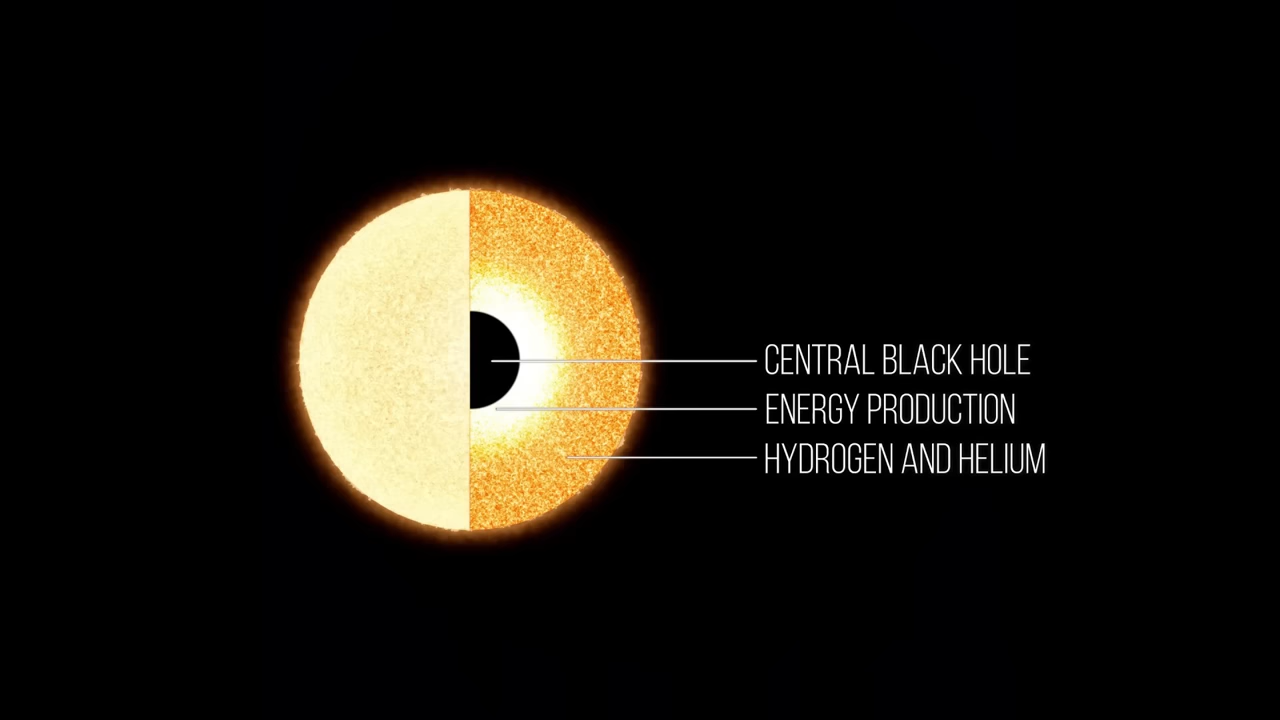 CENTRAL BLACK HOLE
ENERGY PRODUCTION
HYDROGEN AND HELIUM